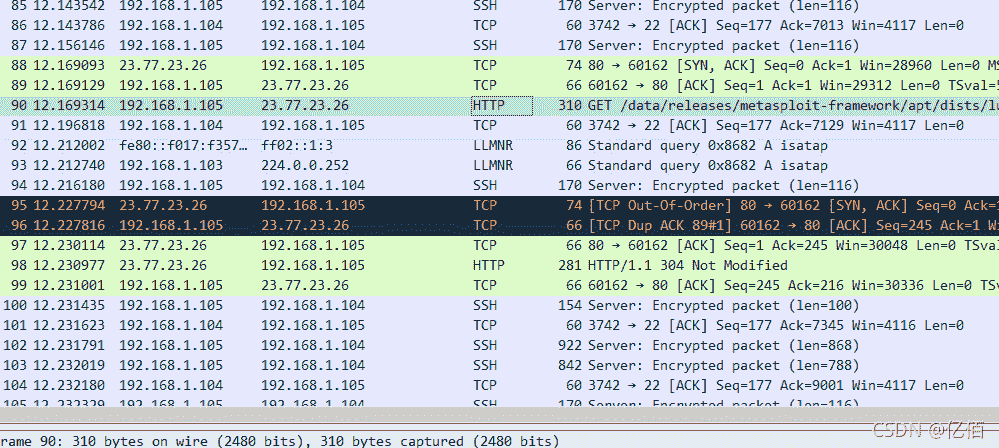 85 12.143542 192.168.1.105 192.168.1.104 SSH 170 Server: Encrypted packet (len=116)
86 12.143786 192.168.1.104 192.168.1.105 TCP 60 3742 → 22 [ACK] Seq=177 Ack=7013 Win=4117 Len=0
87 12.156146 192.168.1.105 192.168.1.104 SSH 170 Server: Encrypted packet (len=116)
88 12.169093 23.77.23.26 192.168.1.105 TCP 74 80 → 60162 [SYN, ACK] Seq=0 Ack=1 Win=28960 Len=0 MS
89 12.169129 192.168.1.105 23.77.23.26 TCP 66 60162 → 80 [ACK] Seq=1 Ack=1 Win=29312 Len=0 TSval=5
90 12.169314 192.168.1.105 23.77.23.26 HTTP 310 GET /data/releases/metasploit-framework/apt/dists/lu
91 12.196818 192.168.1.104 192.168.1.105 TCP 60 3742 → 22 [ACK] Seq=177 Ack=7129 Win=4117 Len=0
92 12.212002 fe80::f017:f357… ff02::1:3 LLMNR 86 Standard query 0x8682 A isatap
93 12.212740 192.168.1.103 224.0.0.252 LLMNR 66 Standard query 0x8682 A isatap
94 12.216180 192.168.1.105 192.168.1.104 SSH 170 Server: Encrypted packet (len=116)
95 12.227794 23.77.23.26 192.168.1.105 TCP 74 [TCP Out-Of-Order] 80 → 60162 [SYN, ACK] Seq=0 Ack=1
96 12.227816 192.168.1.105 23.77.23.26 TCP 66 [TCP Dup ACK 89#1] 60162 → 80 [ACK] Seq=245 Ack=1 Wi
97 12.230114 23.77.23.26 192.168.1.105 TCP 66 80 → 60162 [ACK] Seq=1 Ack=245 Win=30048 Len=0 TSval
98 12.230977 23.77.23.26 192.168.1.105 HTTP 281 HTTP/1.1 304 Not Modified
99 12.231001 192.168.1.105 23.77.23.26 TCP 66 60162 → 80 [ACK] Seq=245 Ack=216 Win=30336 Len=0 TSv
100 12.231435 192.168.1.105 192.168.1.104 SSH 154 Server: Encrypted packet (len=100)
101 12.231623 192.168.1.104 192.168.1.105 TCP 60 3742 → 22 [ACK] Seq=177 Ack=7345 Win=4116 Len=0
102 12.231791 192.168.1.105 192.168.1.104 SSH 922 Server: Encrypted packet (len=868)
103 12.232019 192.168.1.105 192.168.1.104 SSH 842 Server: Encrypted packet (len=788)
104 12.232180 192.168.1.104 192.168.1.105 TCP 60 3742 → 22 [ACK] Seq=177 Ack=9001 Win=4117 Len=0
105 12.232329 192.168.1.105 192.168.1.104 SSH 170 Server: Encrypted packet (len=116)
CSDN @亿佰
rame 90: 310 bytes on wire (2480 bits), 310 bytes captured (2480 bits)